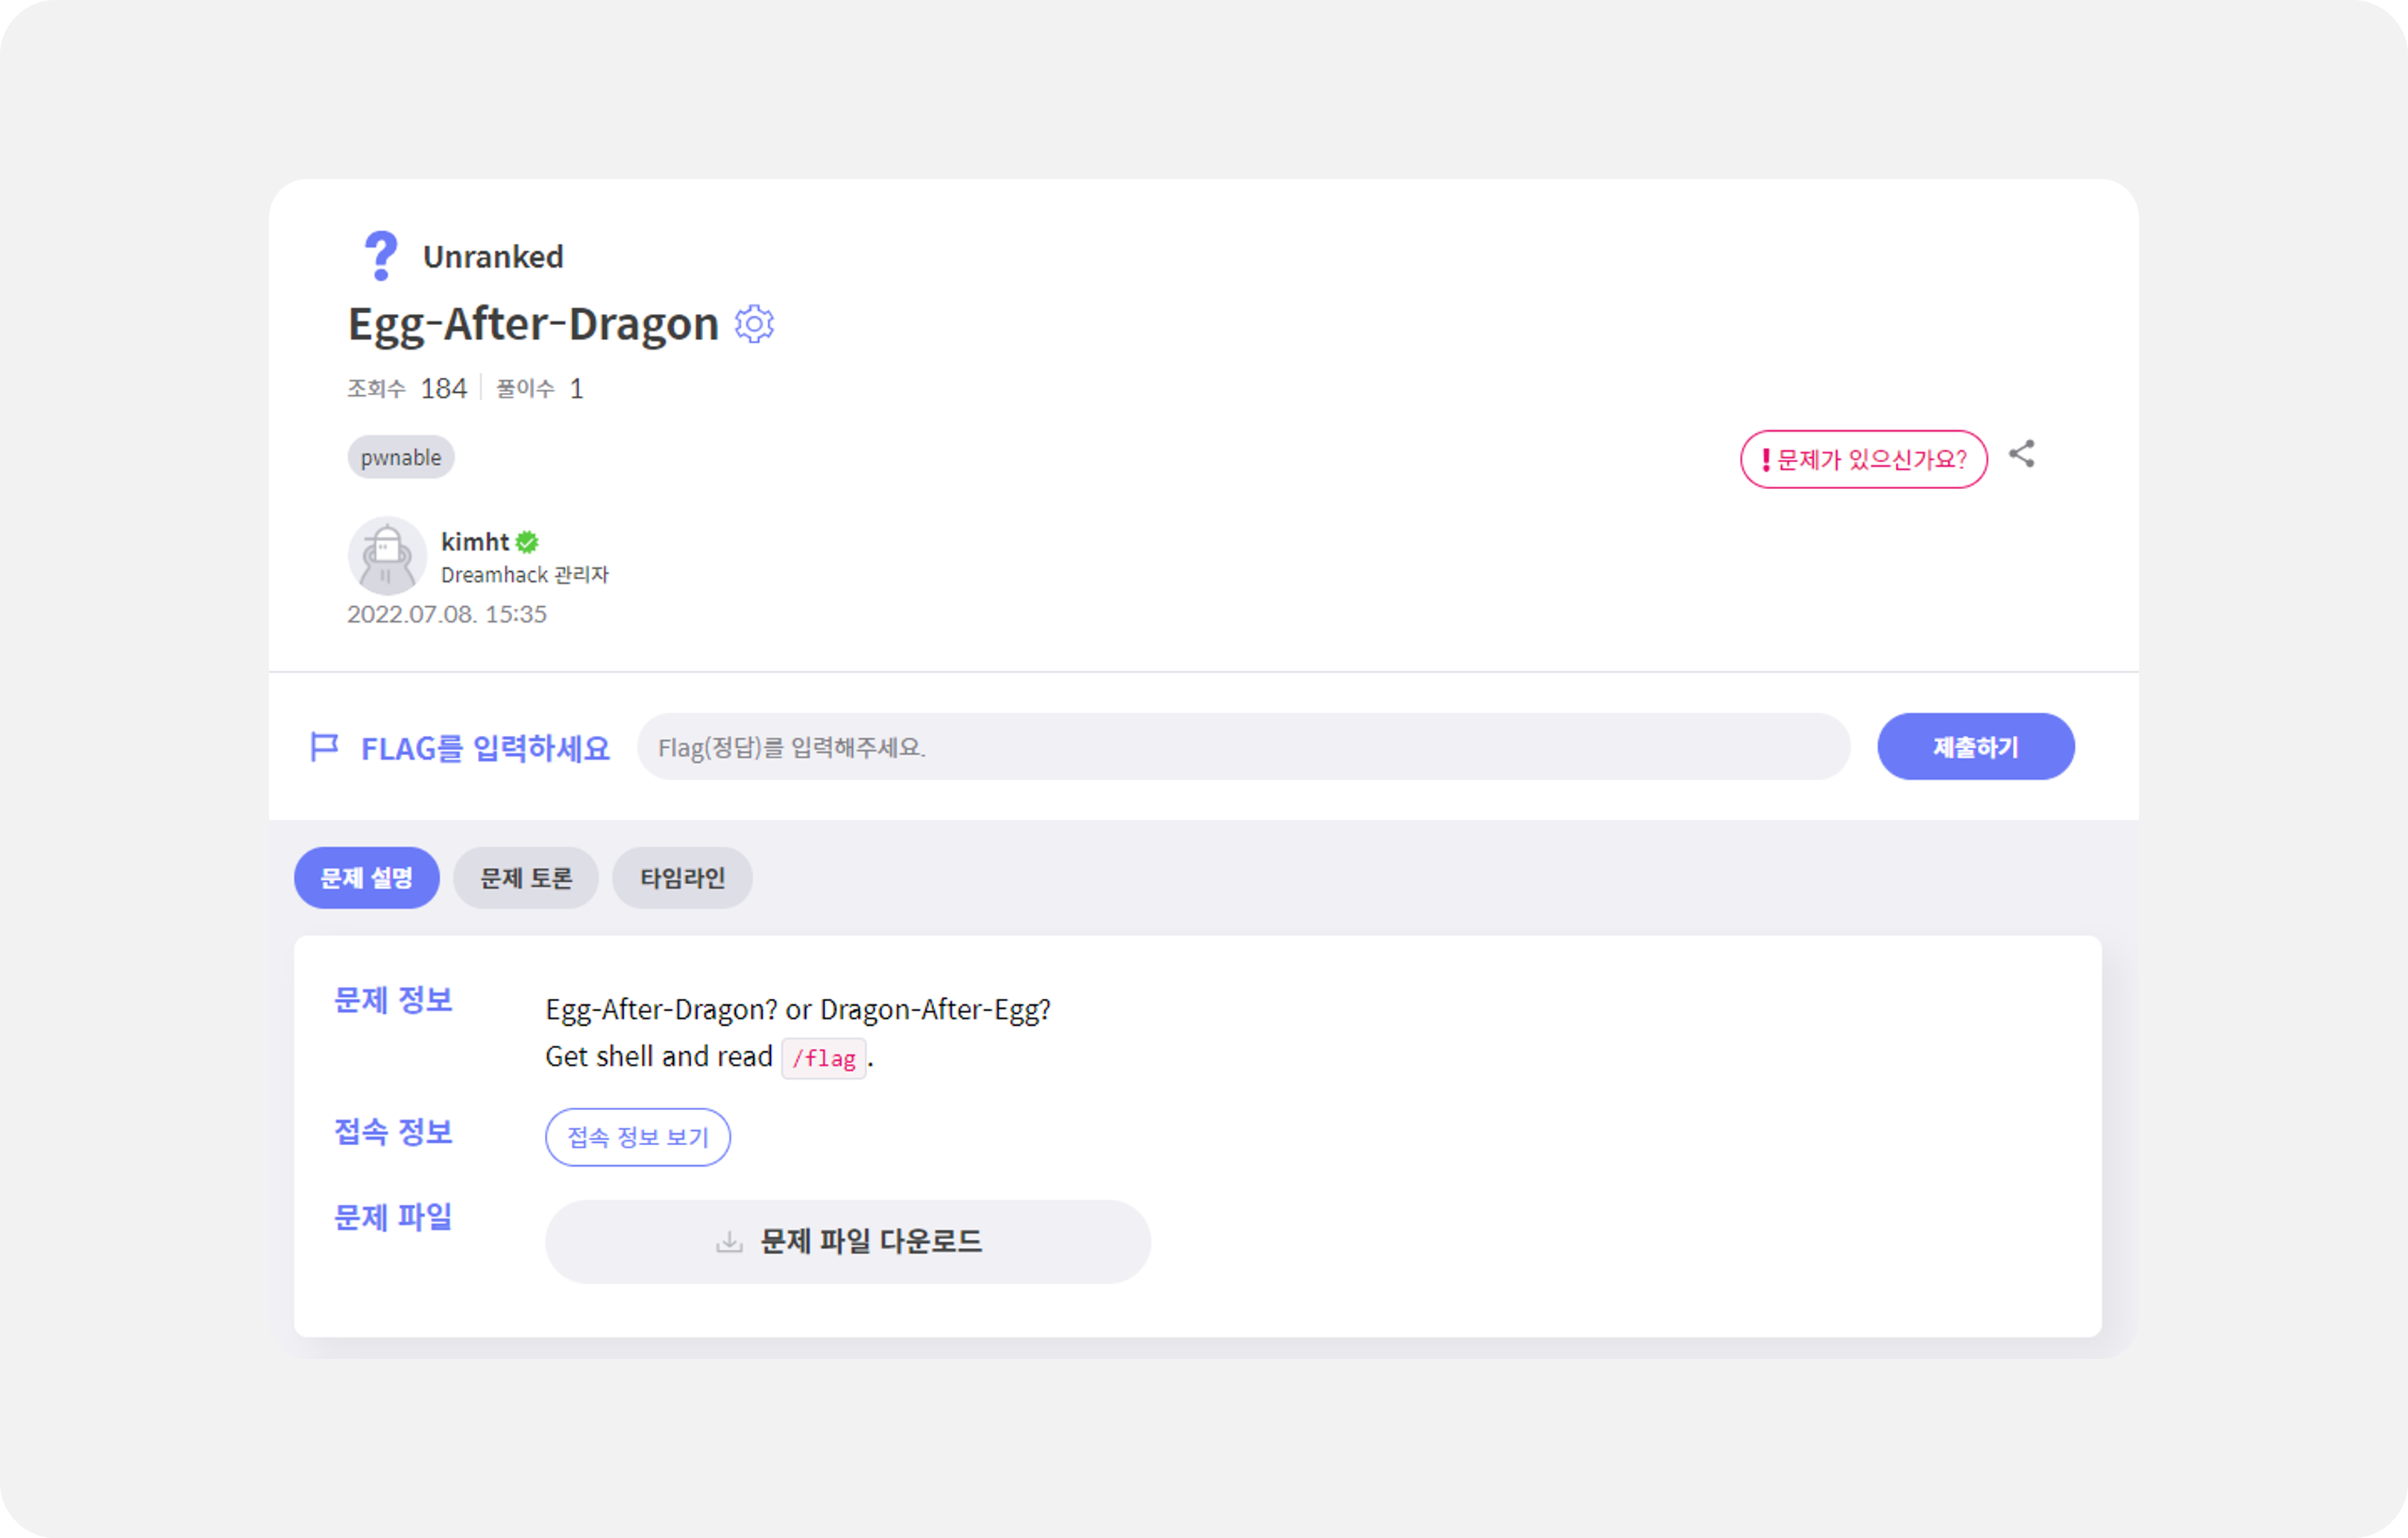 ? Unranked
Egg-After-Dragon
조회수 184 풀이수 1
pwnable
! 문제가 있으신가요?
kimht
Dreamhack 관리자
2022.07.08. 15:35
FLAG를 입력하세요 Flag(정답)를 입력해주세요. 제출하기
문제 설명 문제 토론 타임라인
문제 정보 Egg-After-Dragon? or Dragon-After-Egg?
Get shell and read /flag.
접속 정보 접속 정보 보기
문제 파일 문제 파일 다운로드